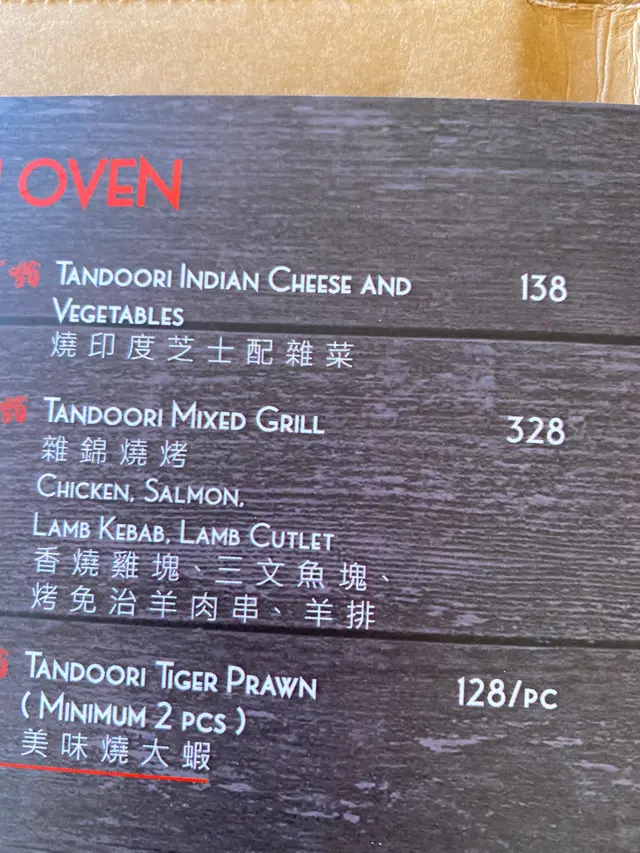 OVEN
TANDOORI INDIAN CHEESE AND 138
VEGETABLES
燒印度芝士配雜菜
TANDOORI MIXED GRILL 328
雜錦燒烤
CHICKEN, SALMON,
LAMB KEBAB, LAMB CUTLET
香燒雞塊、三文魚塊、
烤免治羊肉串、羊排
TANDOORI TIGER PRAWN 128/PC
(MINIMUM 2 PCS)
美味燒大蝦